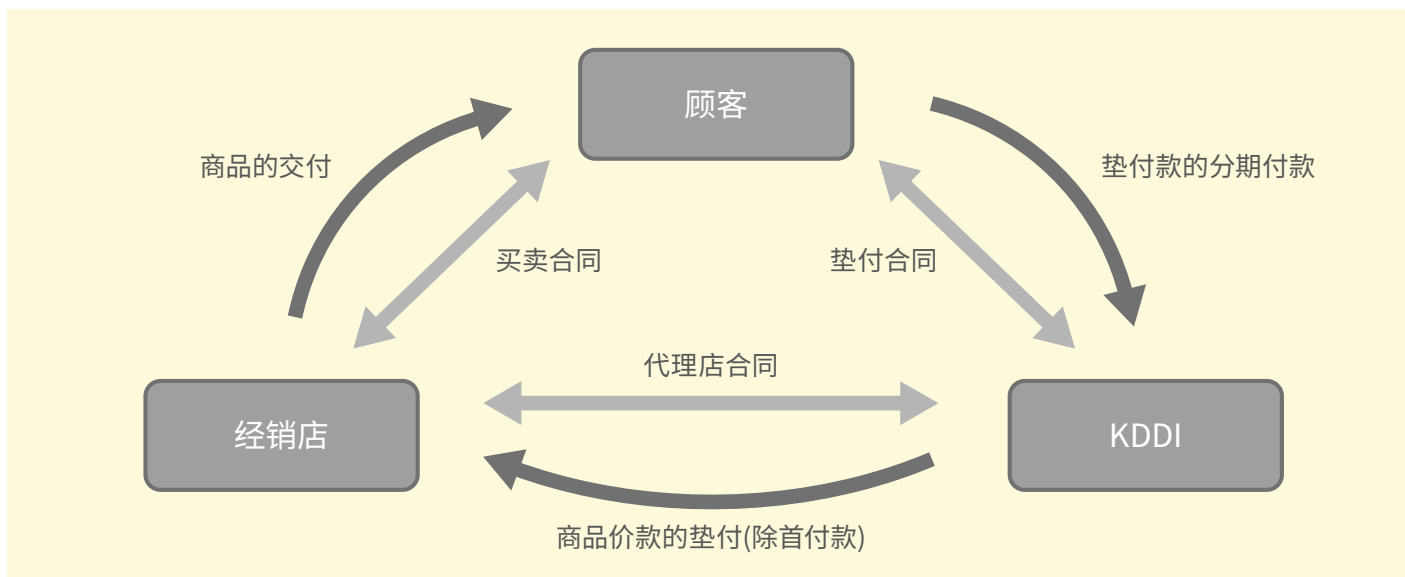 顾客
商品的交付
垫付款的分期付款
买卖合同
垫付合同
代理店合同
经销店
KDDI
商品价款的垫付(除首付款)